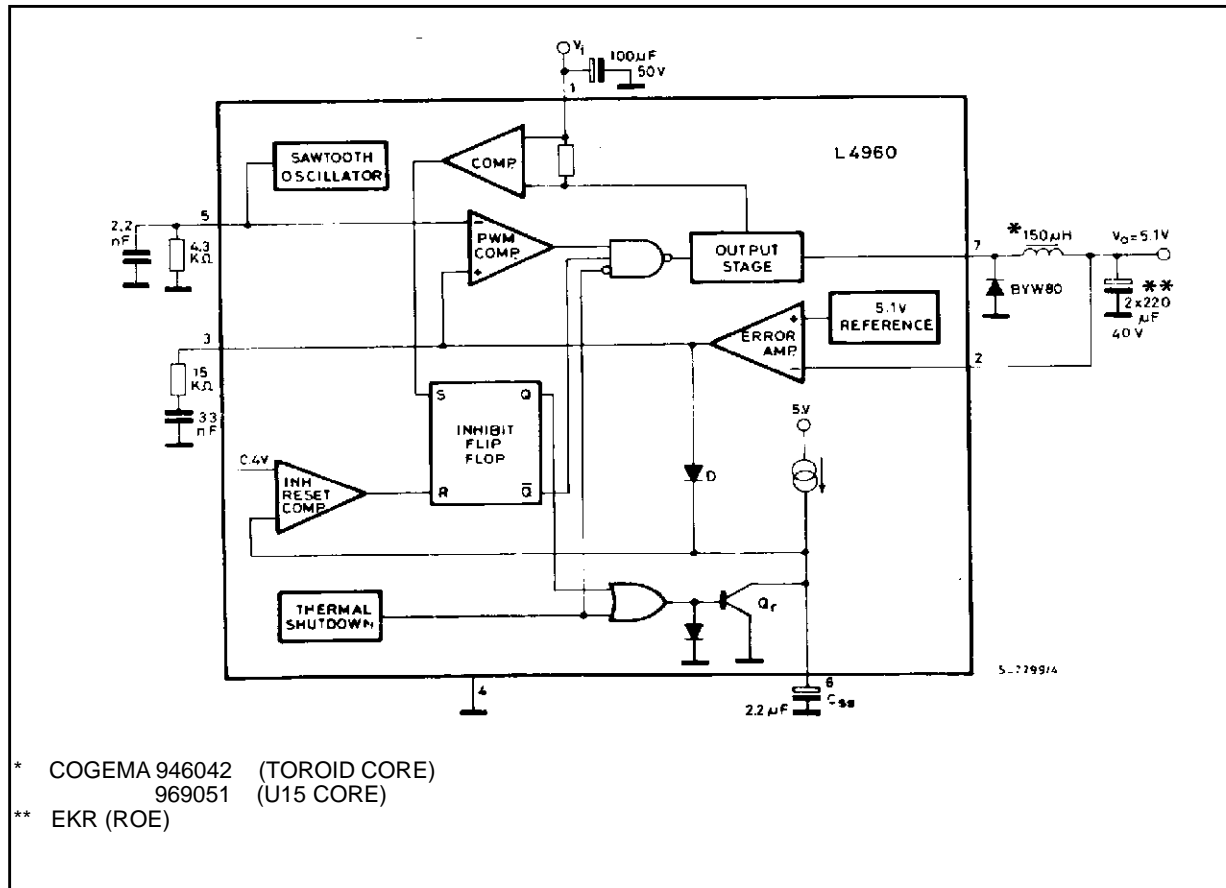 Vi
100µF
50V
1
L4960
SAWTOOTH
OSCILLATOR
COMP.
5
2.2
nF
4.3
KΩ
−
PWM
COMP.
+
OUTPUT
STAGE
7
*150µH
Vo=5.1V
BYW80
**
2x220
µF
40V
5.1V
REFERENCE
+
ERROR
AMP.
−
2
3
15
KΩ
33
nF
S Q
INHIBIT
FLIP
FLOP
R Q̅
0.4V
INH
RESET
COMP.
5V
D
THERMAL
SHUTDOWN
Qr
4
6
Css
2.2µF
* COGEMA 946042 (TOROID CORE)
969051 (U15 CORE)
** EKR (ROE)